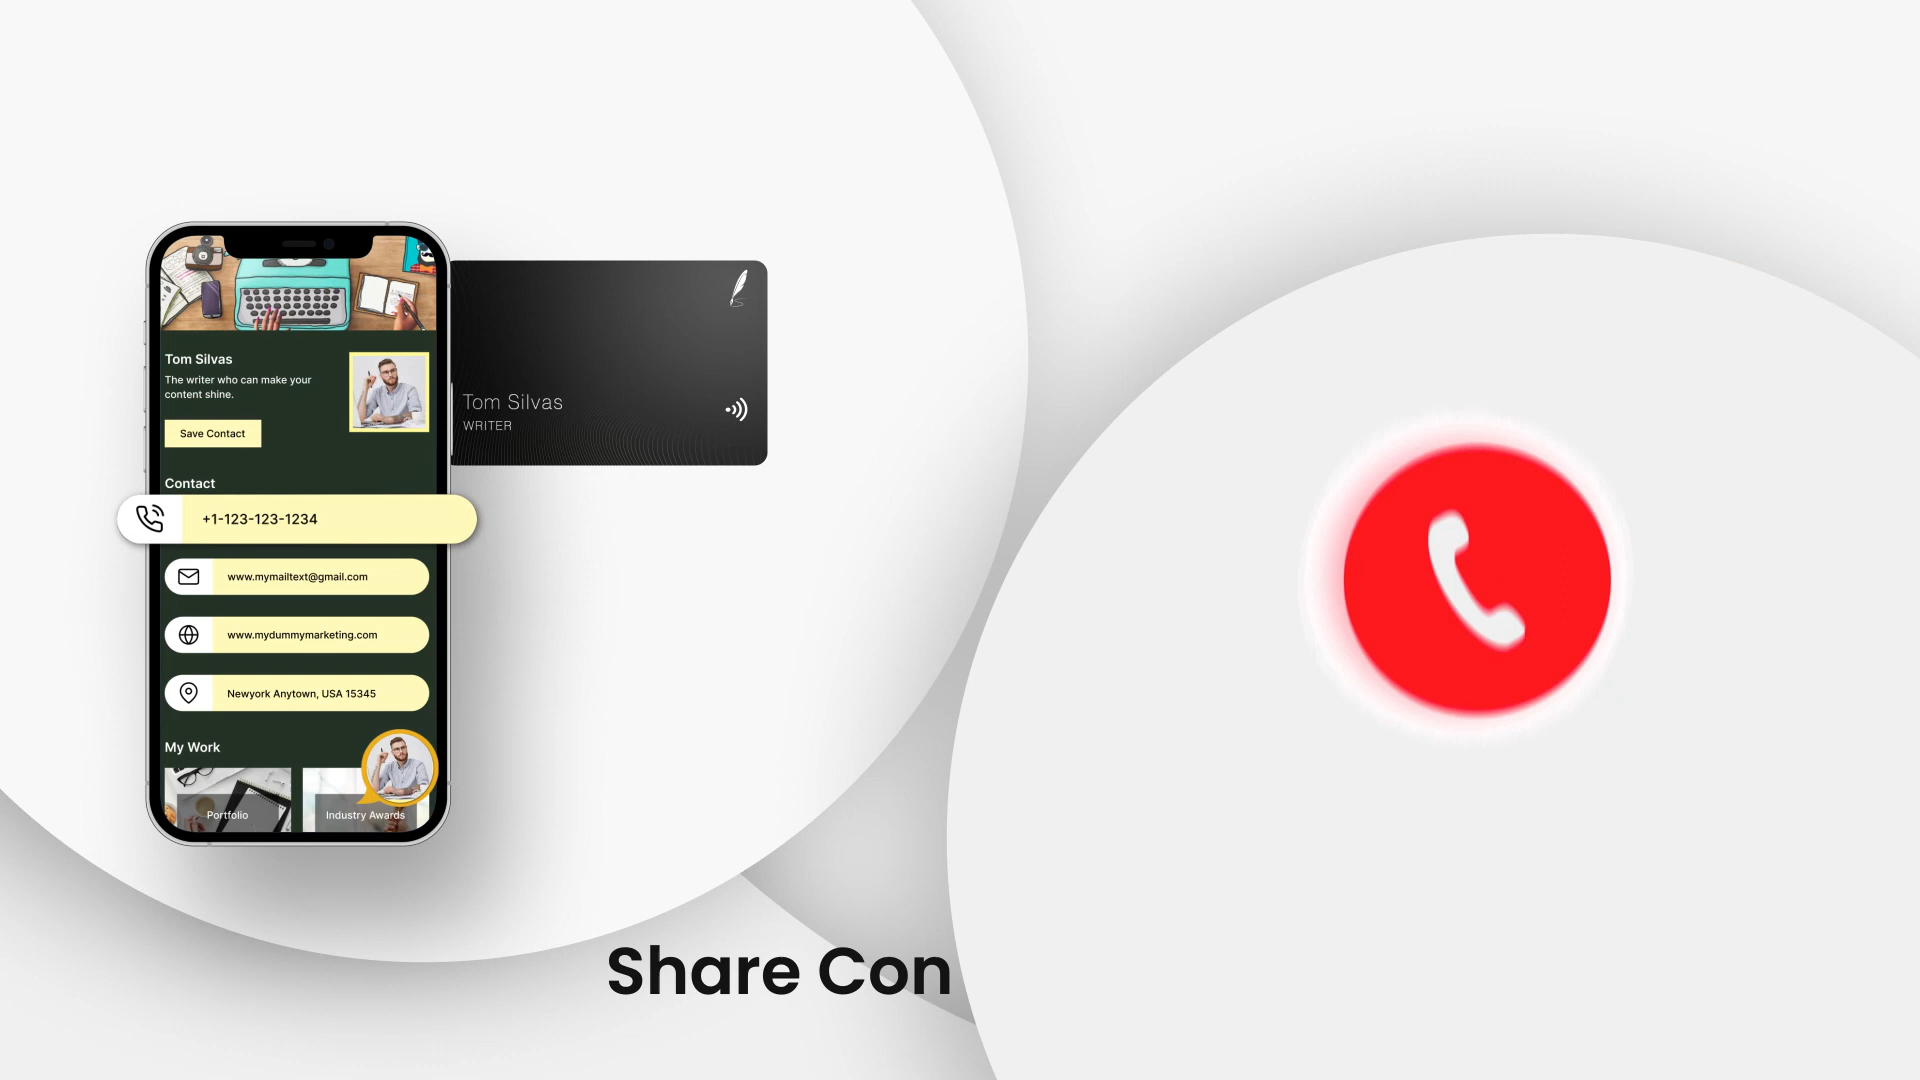 Tom Silvas
The writer who can make your
content shine.
Save Contact
Contact
+1-123-123-1234
www.mymailtext@gmail.com
www.mydummymarketing.com
Newyork Anytown, USA 15345
My Work
Portfolio
Industry Awards
Tom Silvas
WRITER
Share Con